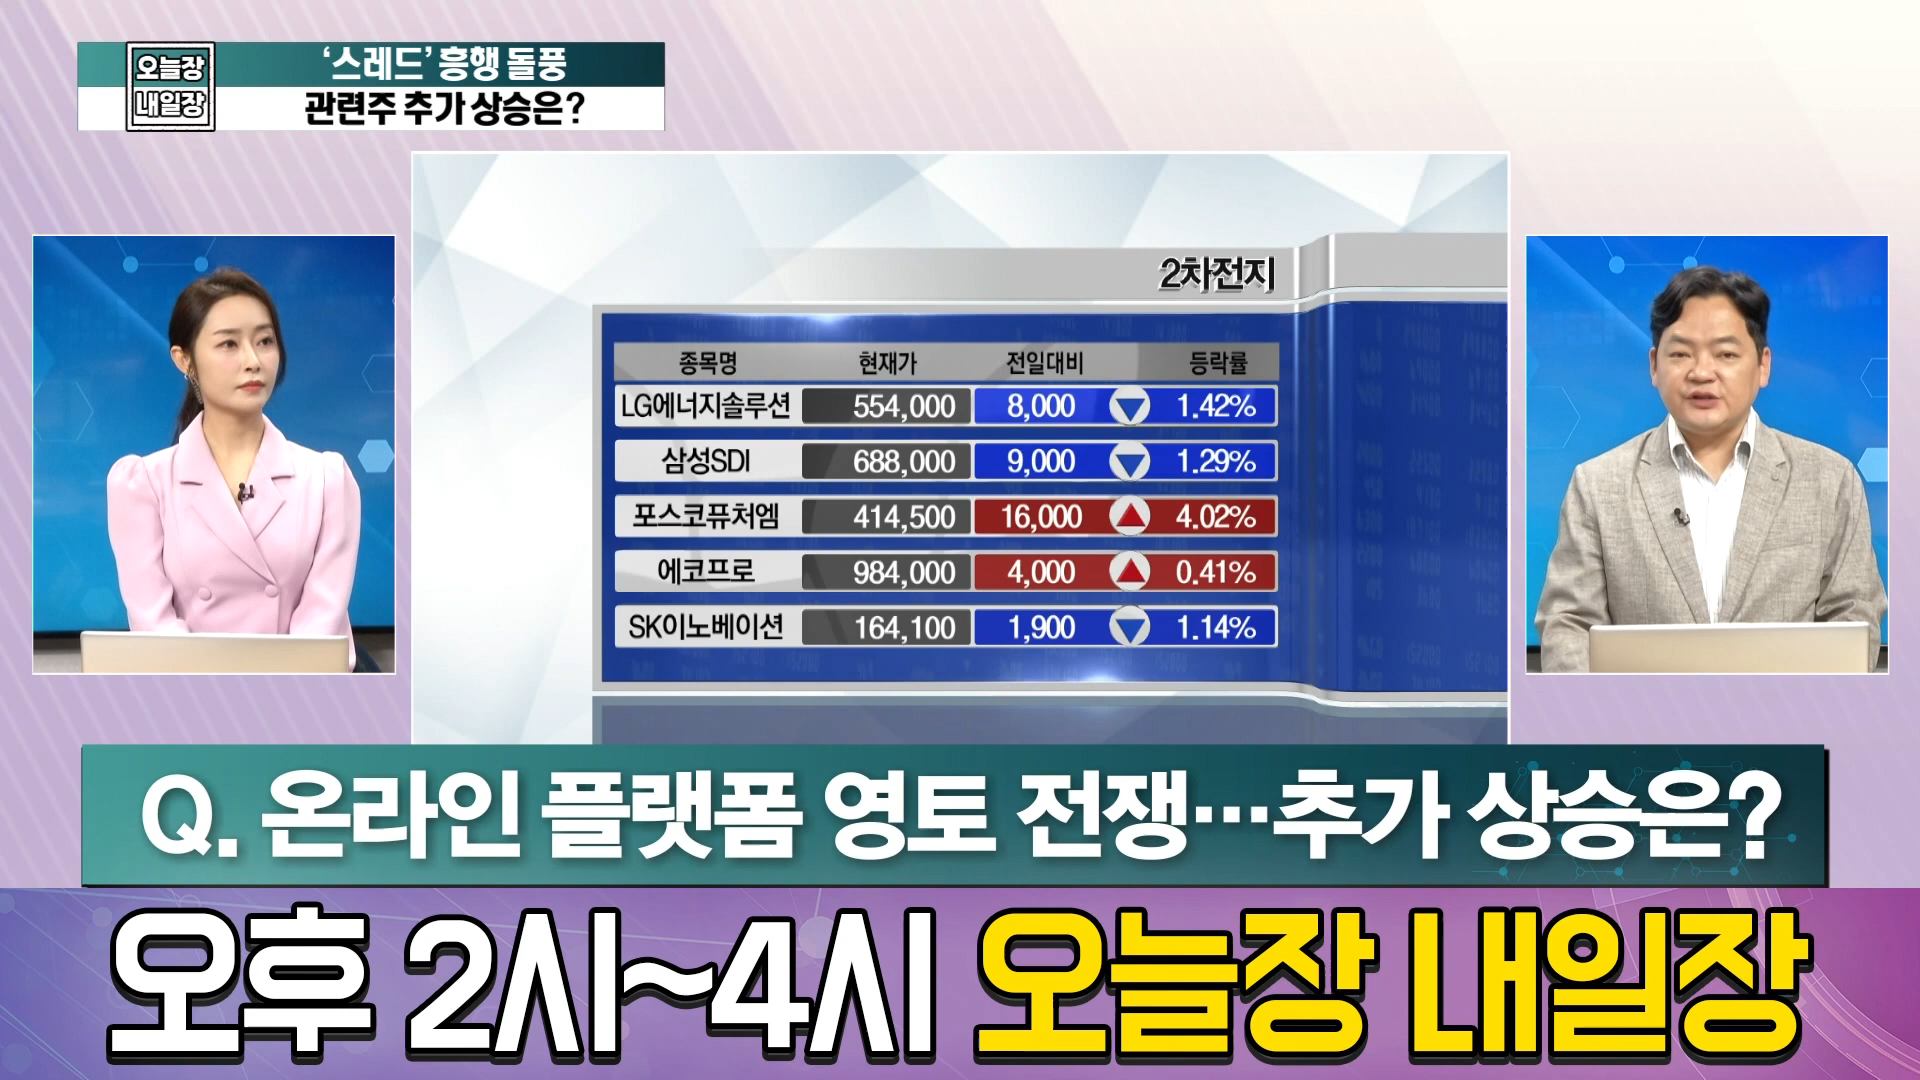 오늘장
내일장
‘스레드’ 흥행 돌풍
관련주 추가 상승은?
2차전지
종목명 현재가 전일대비 등락률
LG에너지솔루션 554,000 8,000 ▼ 1.42%
삼성SDI 688,000 9,000 ▼ 1.29%
포스코퓨처엠 414,500 16,000 ▲ 4.02%
에코프로 984,000 4,000 ▲ 0.41%
SK이노베이션 164,100 1,900 ▼ 1.14%
Q. 온라인 플랫폼 영토 전쟁…추가 상승은?
오후 2시~4시 오늘장 내일장